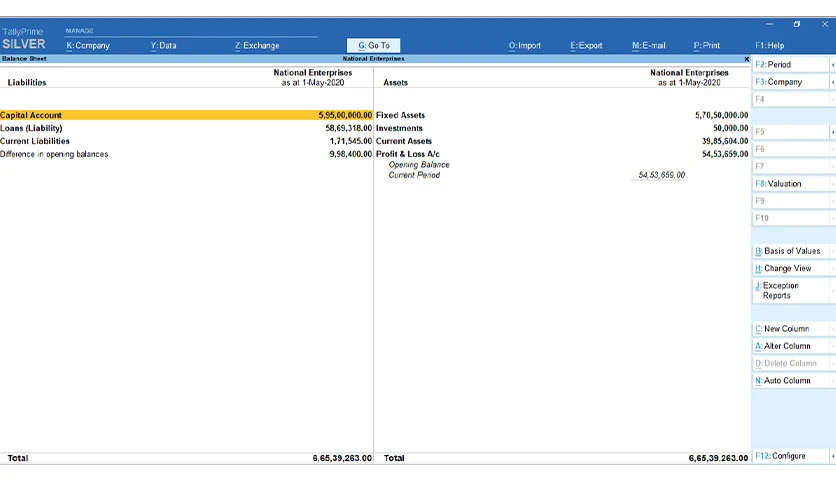 TallyPrime MANAGE
SILVER K: Company Y: Data Z: Exchange G: Go To O: Import E: Export M: E-mail P: Print F1: Help
Balance Sheet National Enterprises x
National Enterprises National Enterprises
Liabilities as at 1-May-2020 Assets as at 1-May-2020
Capital Account 5,95,00,000.00 Fixed Assets 5,70,50,000.00
Loans (Liability) 58,69,318.00 Investments 50,000.00
Current Liabilities 1,71,545.00 Current Assets 39,85,604.00
Difference in opening balances 9,98,400.00 Profit & Loss A/c 54,53,659.00
Opening Balance
Current Period 54,53,659.00
Total 6,65,39,263.00 Total 6,65,39,263.00
F2: Period
F3: Company
F4
F5
F6
F7
F8: Valuation
F9
F10
B: Basis of Values
H: Change View
J: Exception
Reports
C: New Column
A: Alter Column
D: Delete Column
N: Auto Column
F12: Configure